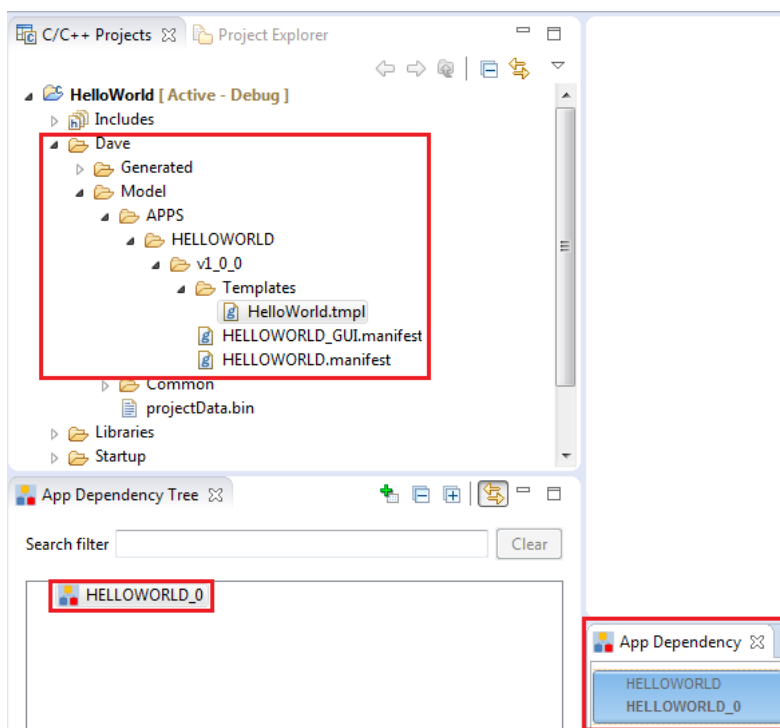 C/C++ Projects Project Explorer
HelloWorld [ Active - Debug ]
Includes
Dave
Generated
Model
APPS
HELLOWORLD
v1_0_0
Templates
HelloWorld.tmpl
HELLOWORLD_GUI.manifest
HELLOWORLD.manifest
Common
projectData.bin
Libraries
Startup
App Dependency Tree
Search filter Clear
HELLOWORLD_0
App Dependency
HELLOWORLD
HELLOWORLD_0